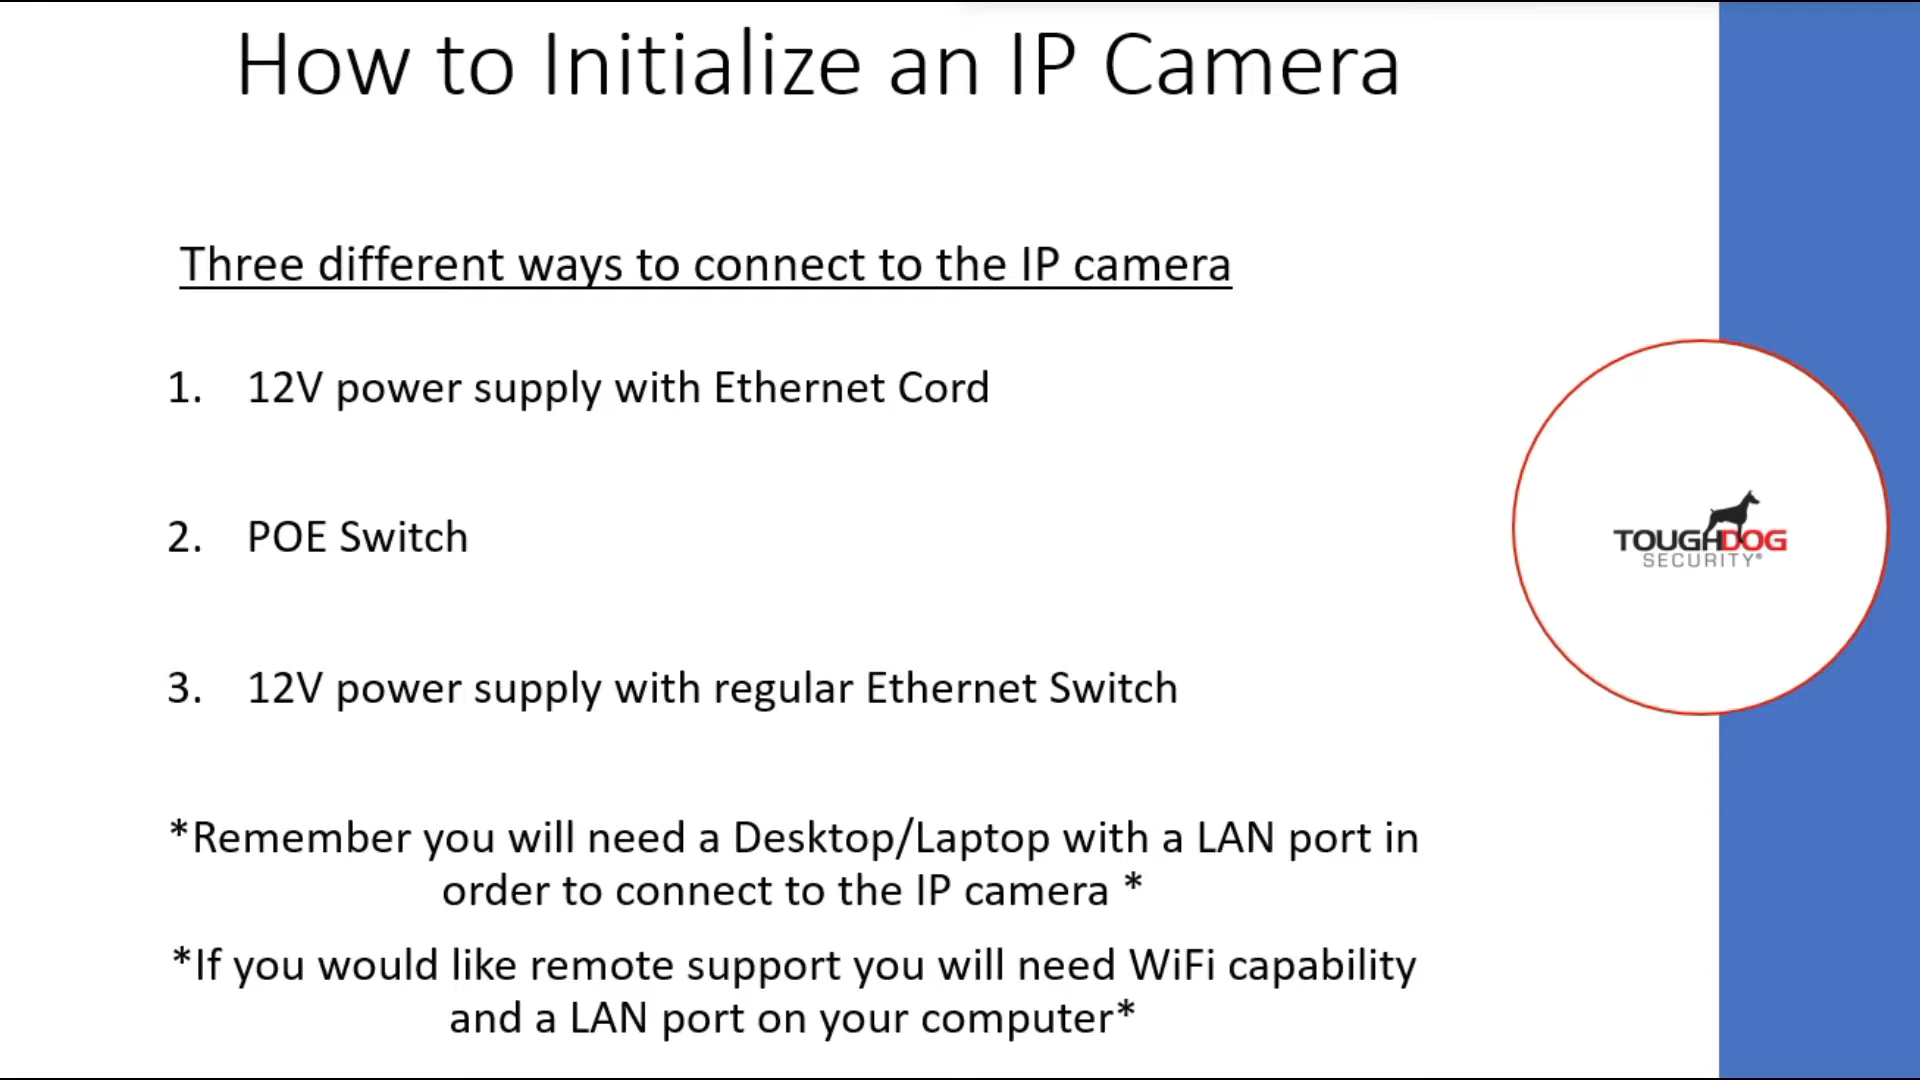 How to Initialize an IP Camera
Three different ways to connect to the IP camera
1. 12V power supply with Ethernet Cord
2. POE Switch
3. 12V power supply with regular Ethernet Switch
*Remember you will need a Desktop/Laptop with a LAN port in
order to connect to the IP camera *
*If you would like remote support you will need WiFi capability
and a LAN port on your computer*
TOUGHDOG
SECURITY®